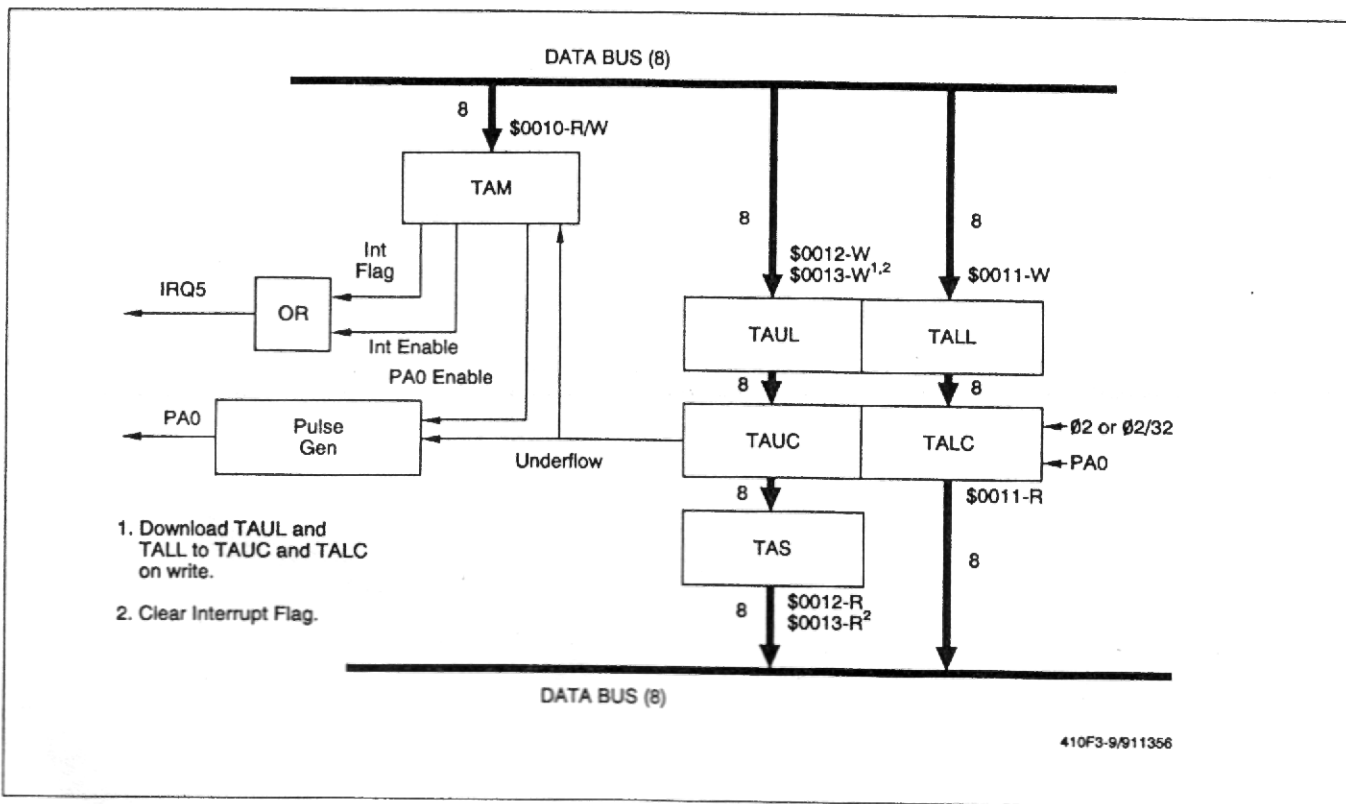 DATA BUS (8)
8
$0010-R/W
TAM
8
8
Int
Flag
$0012-W
$0013-W1,2
$0011-W
IRQ5
OR
TAUL
TALL
Int Enable
PA0 Enable
8
8
PA0
Pulse
Gen
Underflow
TAUC
TALC
Ø2 or Ø2/32
PA0
8
$0011-R
1. Download TAUL and
TALL to TAUC and TALC
on write.
TAS
8
2. Clear Interrupt Flag.
8
$0012-R
$0013-R2
DATA BUS (8)
410F3-9/911356